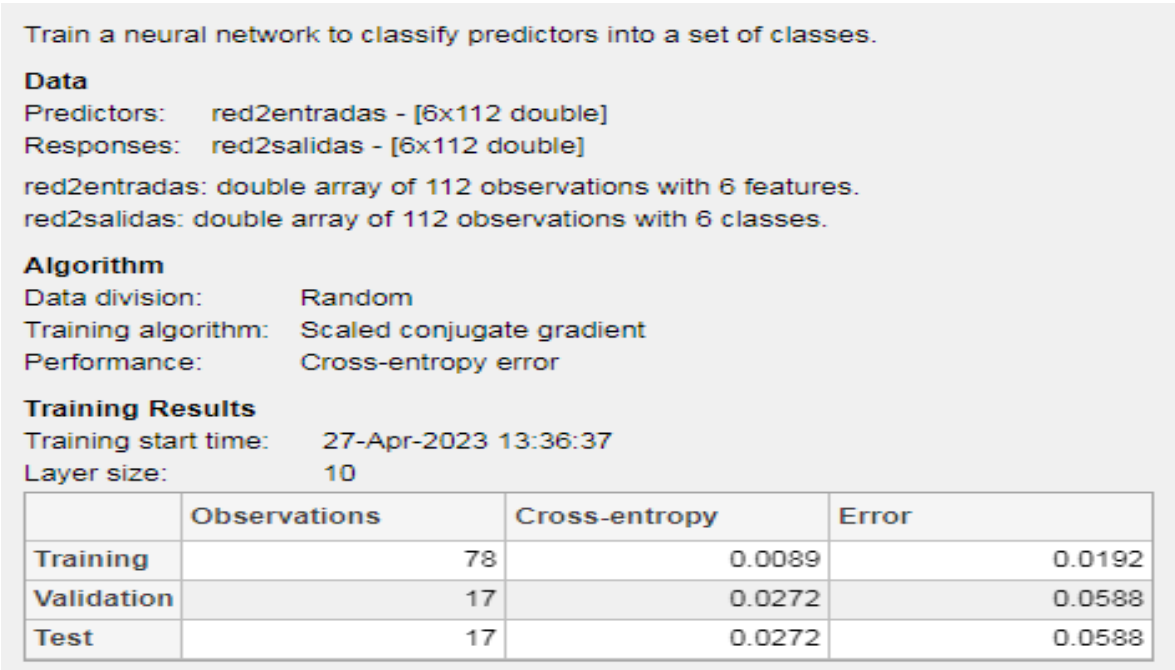 Train a neural network to classify predictors into a set of classes.
Data
Predictors: red2entradas - [6x112 double]
Responses: red2salidas - [6x112 double]
red2entradas: double array of 112 observations with 6 features.
red2salidas: double array of 112 observations with 6 classes.
Algorithm
Data division: Random
Training algorithm: Scaled conjugate gradient
Performance: Cross-entropy error
Training Results
Training start time: 27-Apr-2023 13:36:37
Layer size: 10
Observations Cross-entropy Error
Training 78 0.0089 0.0192
Validation 17 0.0272 0.0588
Test 17 0.0272 0.0588